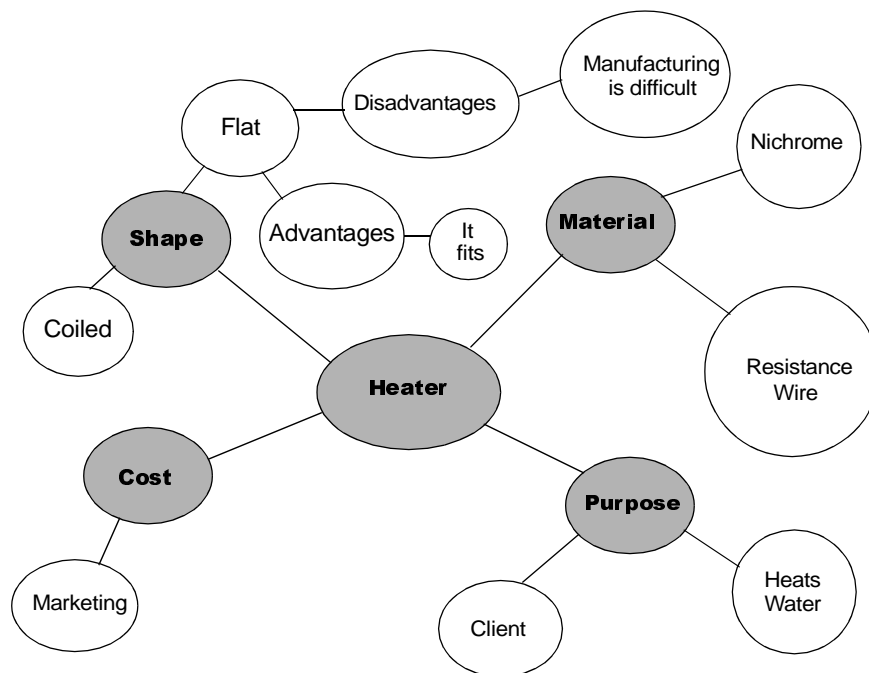 Manufacturing
is difficult
Disadvantages
Flat
Nichrome
Shape
Advantages
It
fits
Material
Coiled
Heater
Resistance
Wire
Cost
Purpose
Marketing
Client
Heats
Water